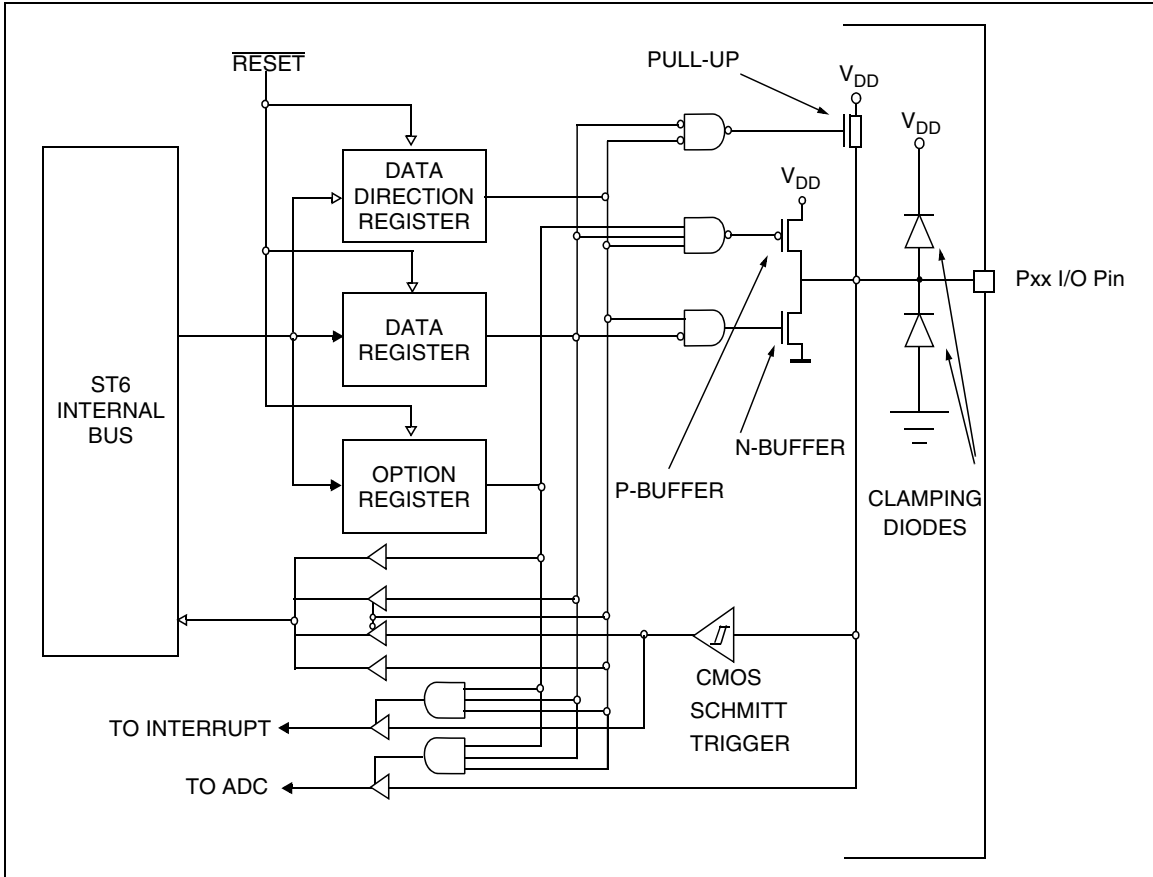 RESET
PULL-UP
VDD
VDD
DATA
DIRECTION
REGISTER
VDD
Pxx I/O Pin
DATA
REGISTER
ST6
INTERNAL
BUS
N-BUFFER
OPTION
REGISTER
P-BUFFER
CLAMPING
DIODES
CMOS
SCHMITT
TRIGGER
TO INTERRUPT
TO ADC